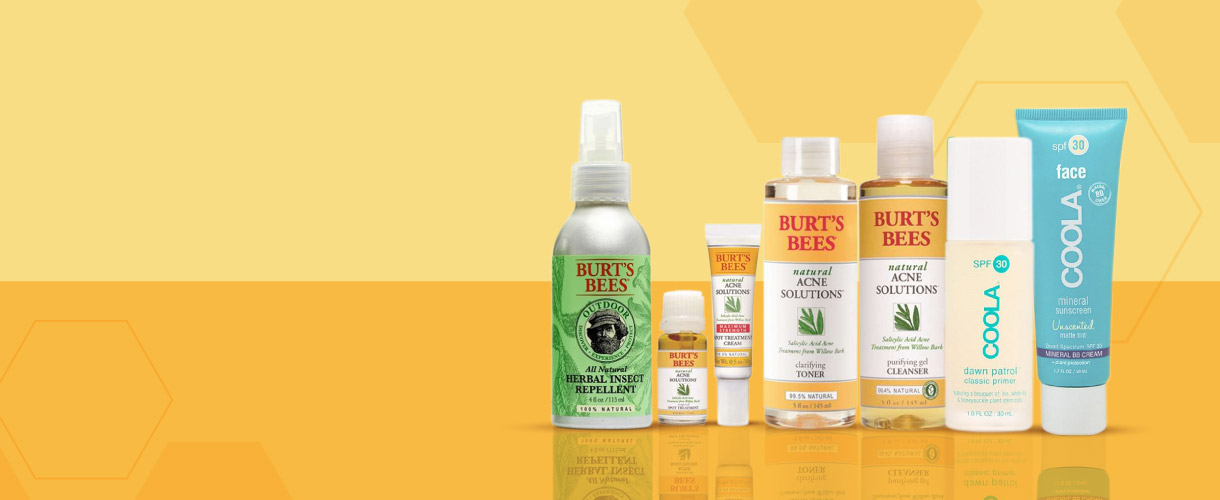 BURT'S
BEES
OUTDOOR
All Natural
HERBAL INSECT
REPELLENT
4 fl oz / 115 ml
100% NATURAL
BURT'S
BEES
natural
ACNE
SOLUTIONS
BURT'S
BEES
natural
ACNE
SOLUTIONS
MAXIMUM
STRENGTH
SPOT TREATMENT
CREAM
BURT'S
BEES
natural
ACNE
SOLUTIONS
Salicylic Acid Acne
Treatment from Willow Bark
clarifying
TONER
99.5% NATURAL
5 fl oz / 145 ml
BURT'S
BEES
natural
ACNE
SOLUTIONS
Salicylic Acid Acne
Treatment from Willow Bark
purifying gel
CLEANSER
5 fl oz / 145 ml
SPF 30
COOLA
dawn patrol
classic primer
1.0 FL OZ / 30 mL
spf 30
face
COOLA
mineral
sunscreen
Unscented
matte tint
Broad Spectrum SPF 30
MINERAL BB CREAM